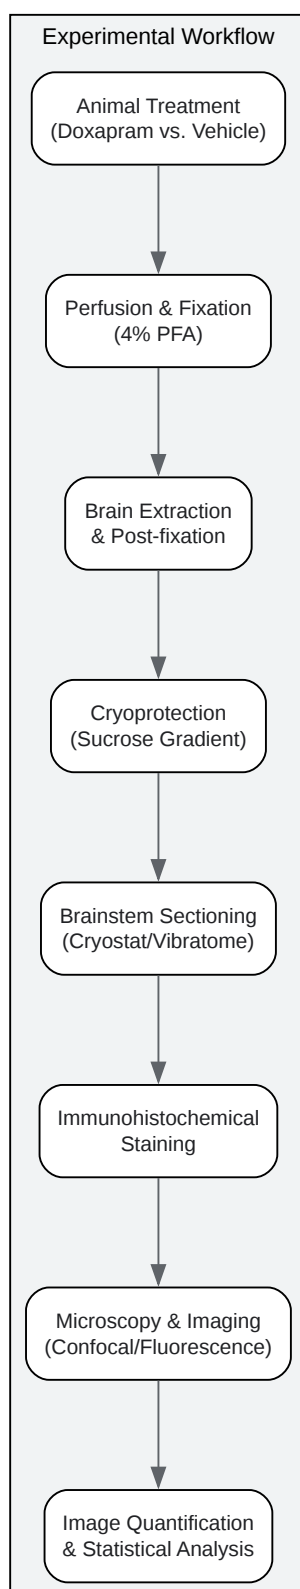 Experimental Workflow
Animal Treatment
(Doxapram vs. Vehicle)
Perfusion & Fixation
(4% PFA)
Brain Extraction
& Post-fixation
Cryoprotection
(Sucrose Gradient)
Brainstem Sectioning
(Cryostat/Vibratome)
Immunohistochemical
Staining
Microscopy & Imaging
(Confocal/Fluorescence)
Image Quantification
& Statistical Analysis